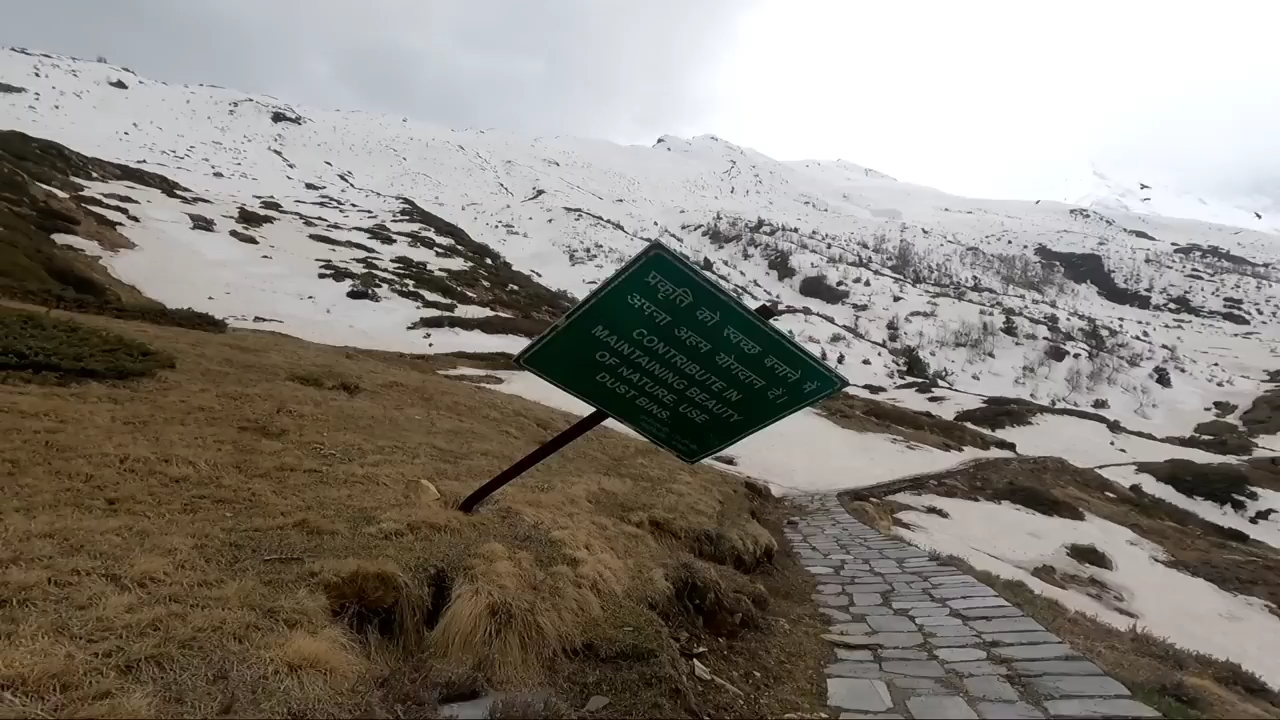 प्रकृति को स्वच्छ बनाने में
अपना अहम योगदान दें।
CONTRIBUTE IN
MAINTAINING BEAUTY
OF NATURE USE
DUST BINS